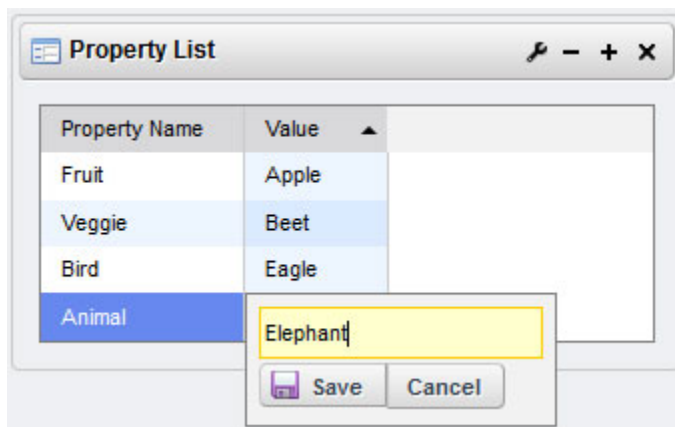 Property List
Property Name Value
Fruit Apple
Veggie Beet
Bird Eagle
Animal
Elephant
Save Cancel